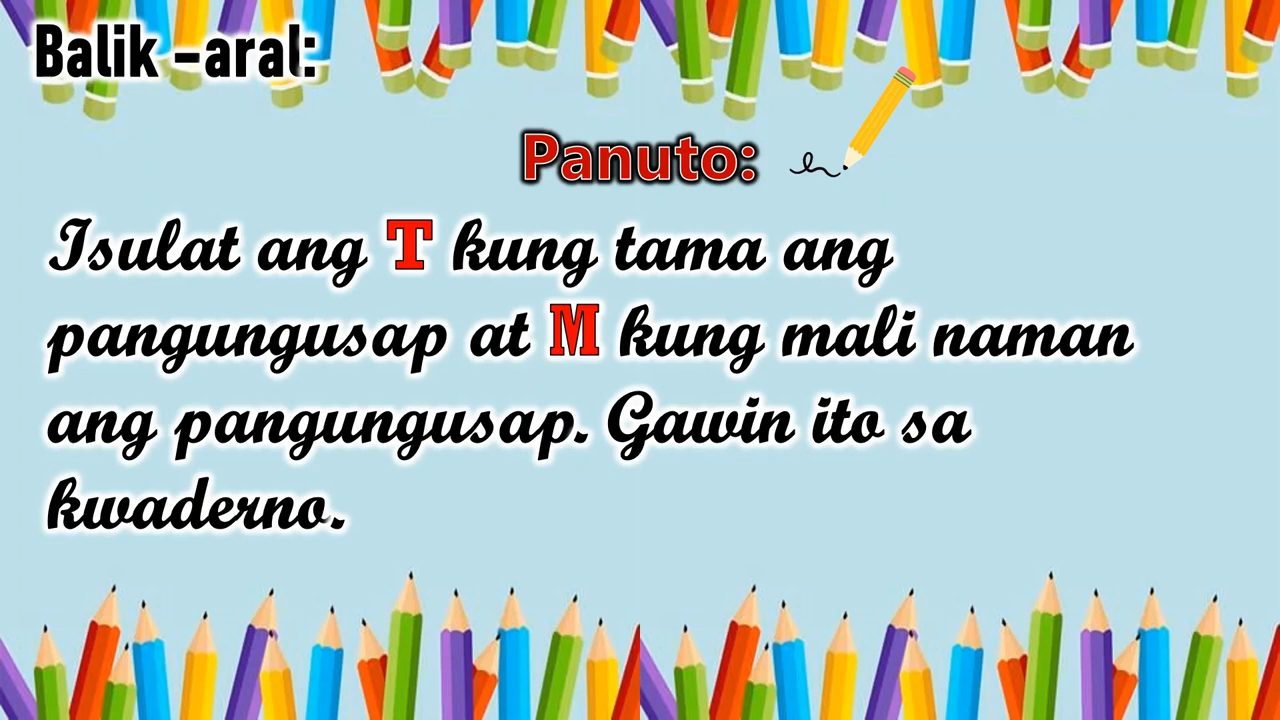 Balik –aral:
Panuto:
Isulat ang T kung tama ang
pangungusap at M kung mali naman
ang pangungusap. Gawin ito sa
kwaderno.